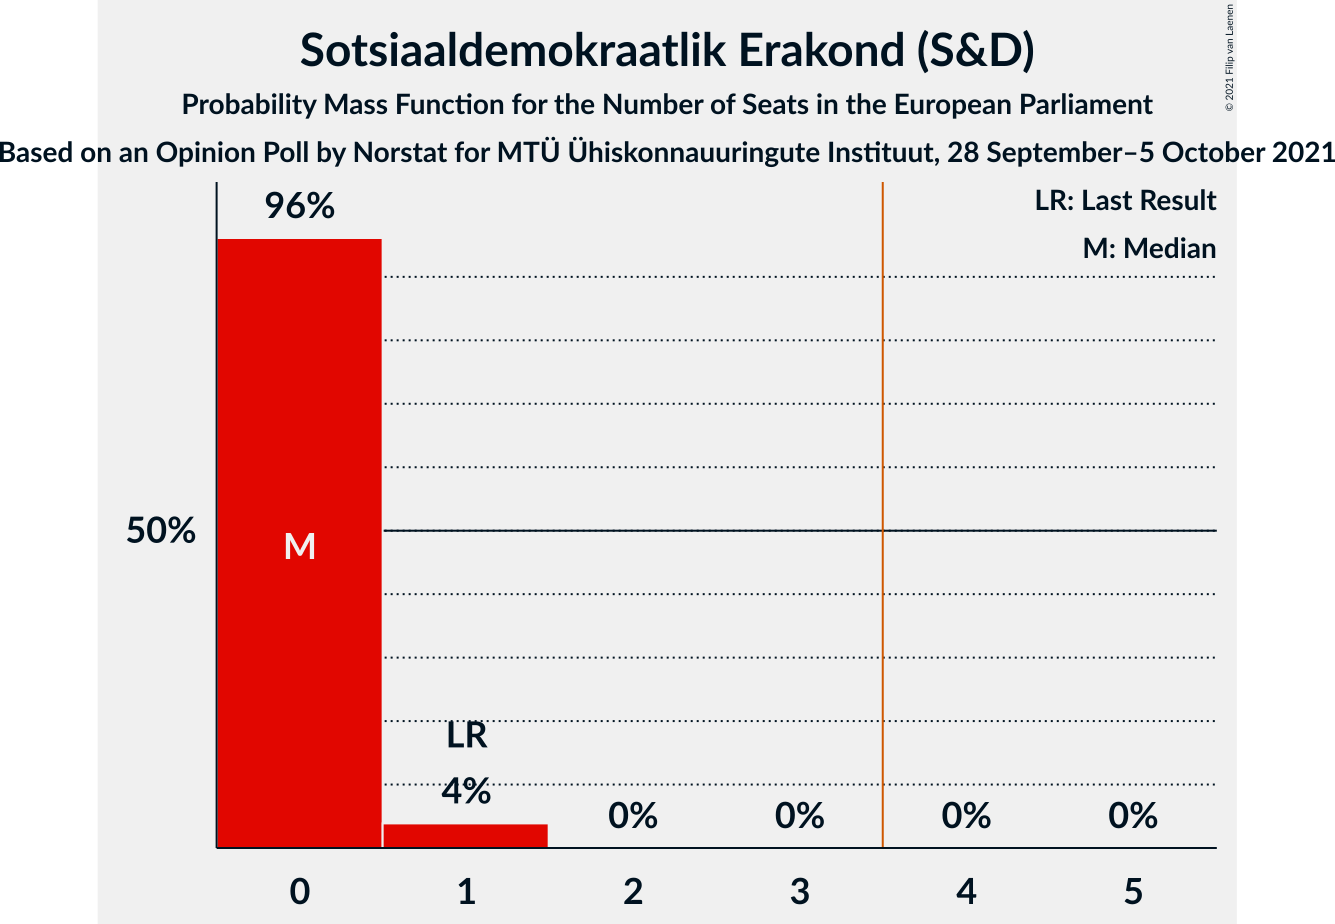 Sotsiaaldemokraatlik Erakond (S&D)
Probability Mass Function for the Number of Seats in the European Parliament
Based on an Opinion Poll by Norstat for MTÜ Ühiskonnauuringute Instituut, 28 September–5 October 2021
© 2021 Filip van Laenen
LR: Last Result
M: Median
96%
50%
M
LR
4%
0%
0%
0%
0%
0
1
2
3
4
5